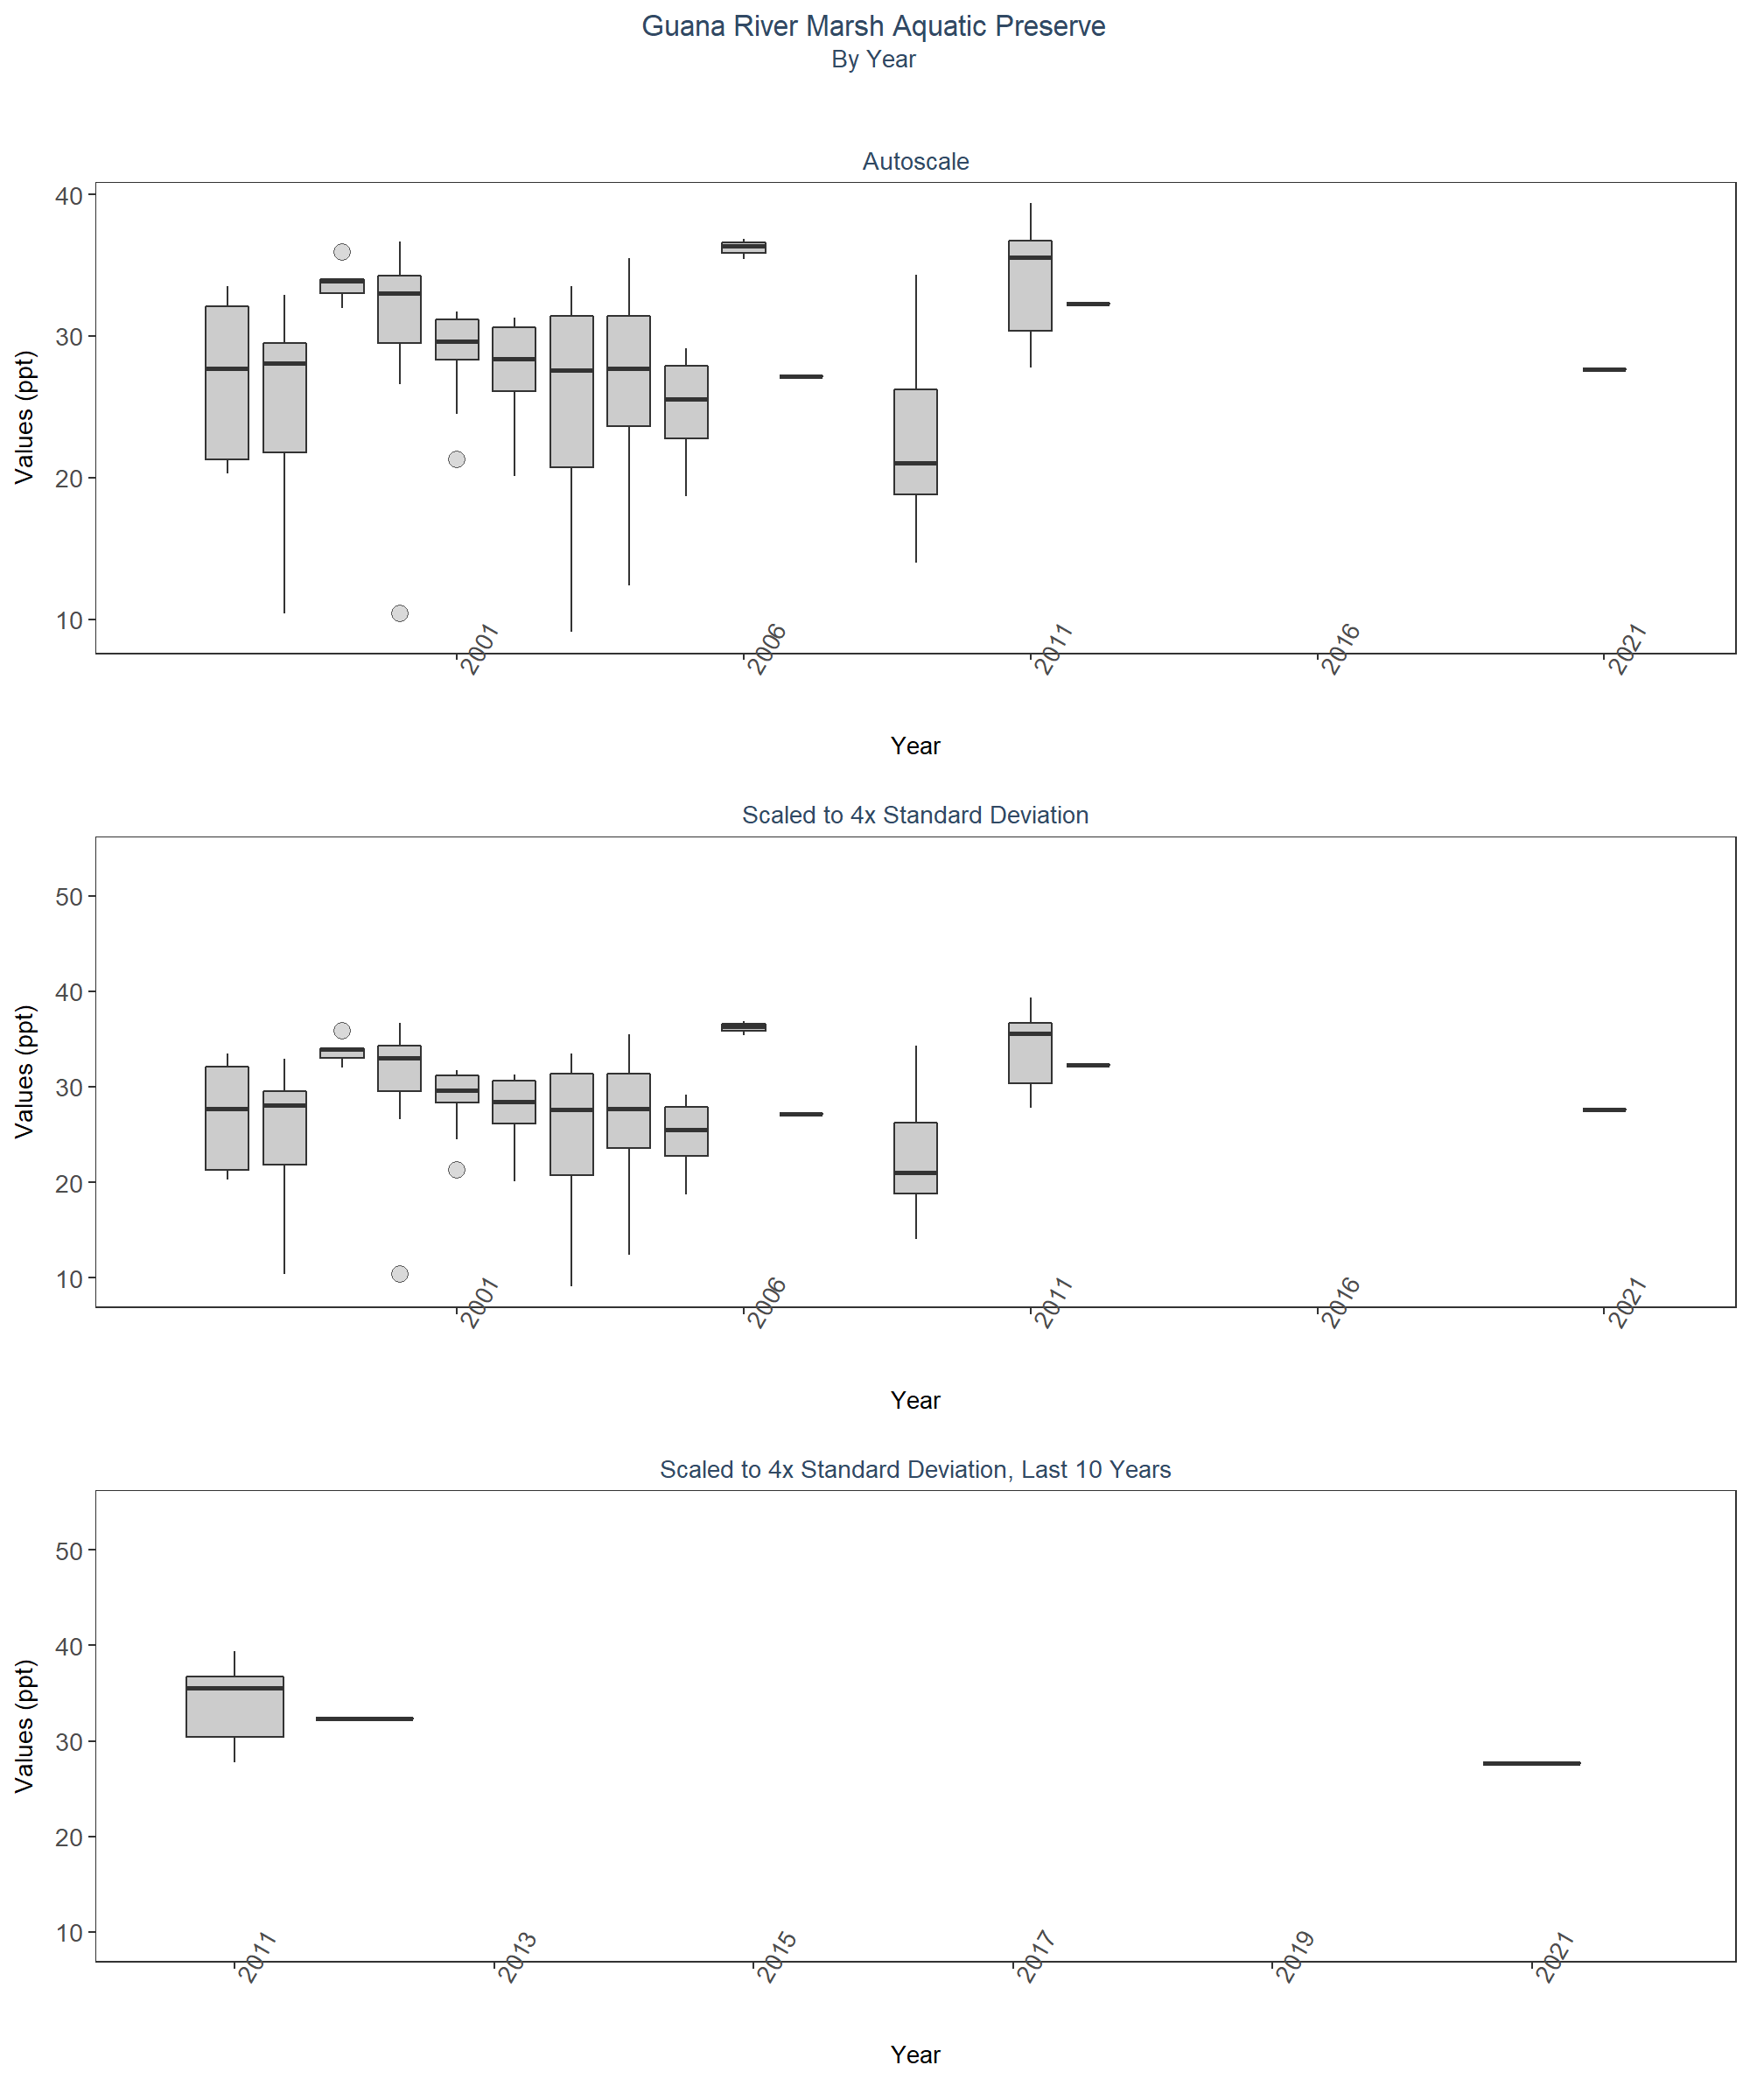 Guana River Marsh Aquatic Preserve
By Year
Autoscale
Values (ppt)
40
30
20
10
2001 2006 2011 2016 2021
Year
Scaled to 4x Standard Deviation
Values (ppt)
50
40
30
20
10
2001 2006 2011 2016 2021
Year
Scaled to 4x Standard Deviation, Last 10 Years
Values (ppt)
50
40
30
20
10
2011 2013 2015 2017 2019 2021
Year